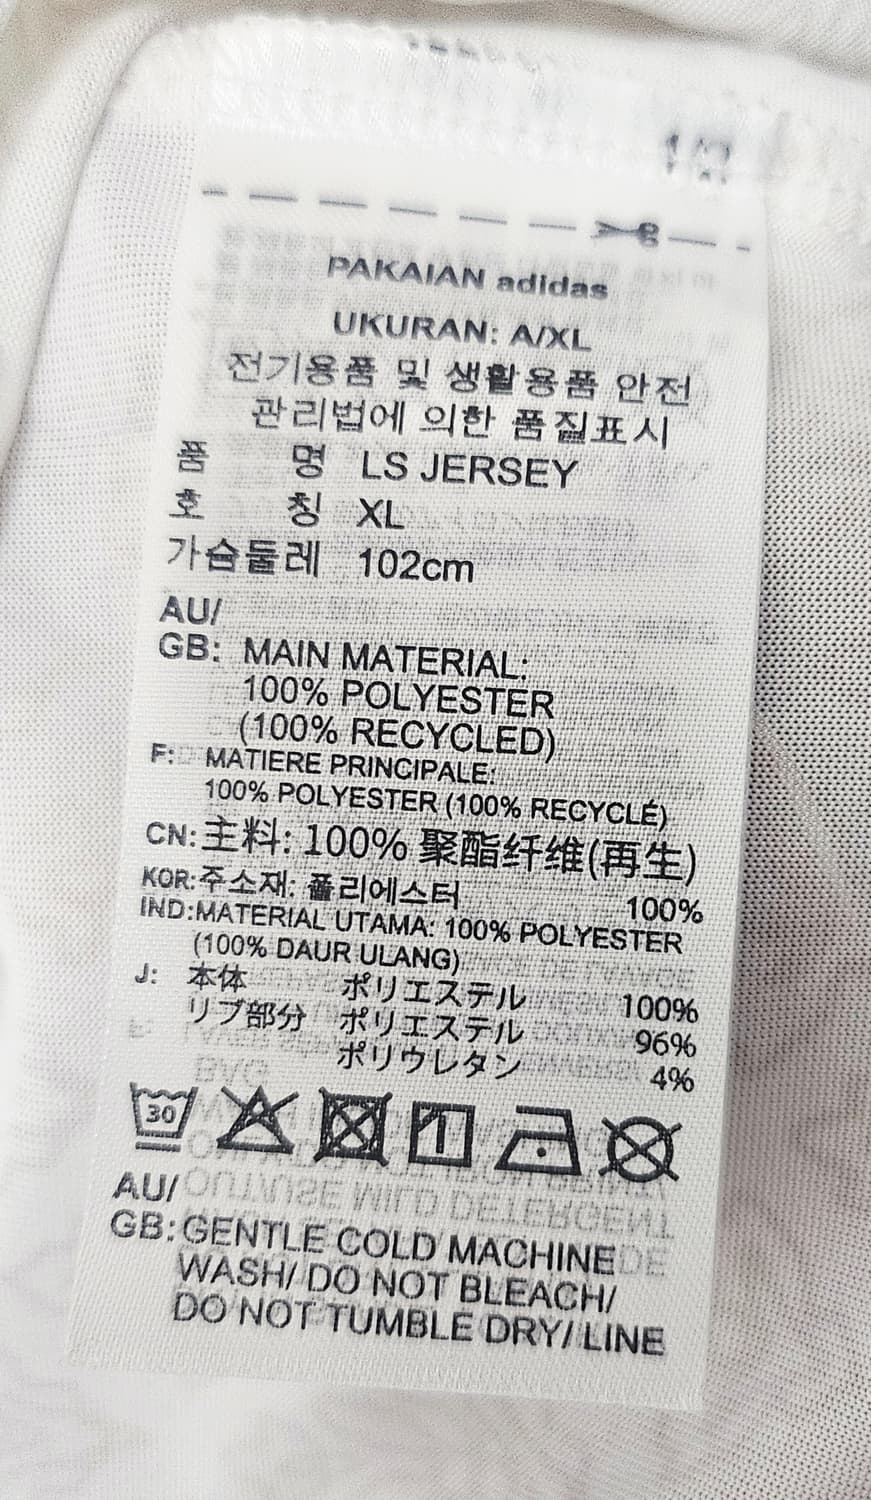 PAKAIAN adidas
UKURAN: A/XL
전기용품 및 생활용품 안전
관리법에 의한 품질표시
품 명 LS JERSEY
호 칭 XL
가슴둘레 102cm
AU/
GB: MAIN MATERIAL:
100% POLYESTER
(100% RECYCLED)
F: MATIERE PRINCIPALE:
100% POLYESTER (100% RECYCLÉ)
CN: 主料: 100% 聚酯纤维(再生)
KOR: 주소재: 폴리에스터 100%
IND: MATERIAL UTAMA: 100% POLYESTER
(100% DAUR ULANG)
J: 本体 ポリエステル 100%
リブ部分 ポリエステル 96%
ポリウレタン 4%
30
AU/
GB: GENTLE COLD MACHINE
WASH/ DO NOT BLEACH/
DO NOT TUMBLE DRY/ LINE